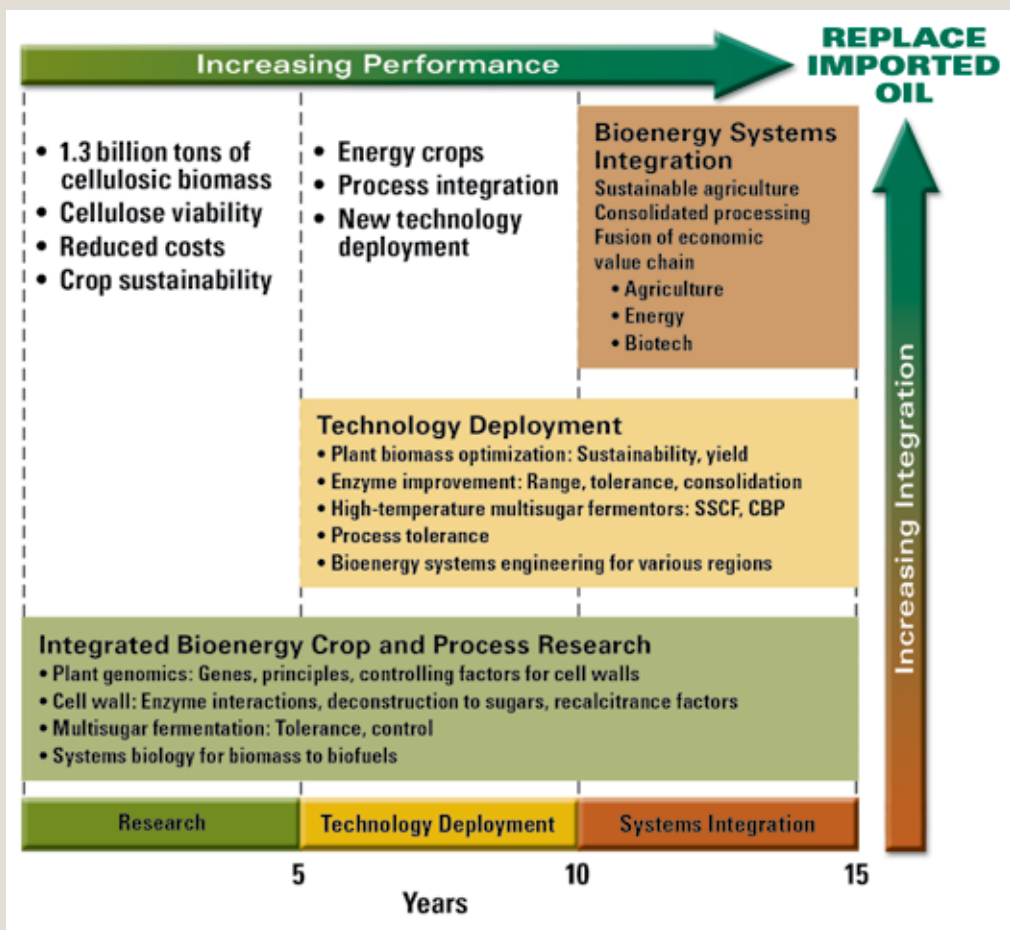 Increasing Performance
REPLACE
IMPORTED
OIL
• 1.3 billion tons of
cellulosic biomass
• Cellulose viability
• Reduced costs
• Crop sustainability
• Energy crops
• Process integration
• New technology
deployment
Bioenergy Systems
Integration
Sustainable agriculture
Consolidated processing
Fusion of economic
value chain
• Agriculture
• Energy
• Biotech
Increasing Integration
Technology Deployment
• Plant biomass optimization: Sustainability, yield
• Enzyme improvement: Range, tolerance, consolidation
• High-temperature multisugar fermentors: SSCF, CBP
• Process tolerance
• Bioenergy systems engineering for various regions
Integrated Bioenergy Crop and Process Research
• Plant genomics: Genes, principles, controlling factors for cell walls
• Cell wall: Enzyme interactions, deconstruction to sugars, recalcitrance factors
• Multisugar fermentation: Tolerance, control
• Systems biology for biomass to biofuels
Research
Technology Deployment
Systems Integration
5
10
15
Years